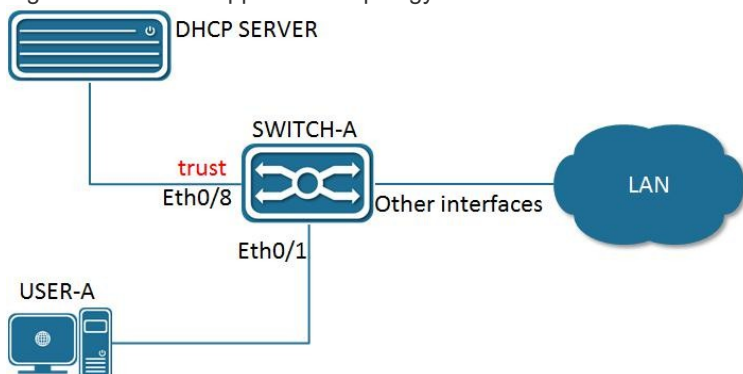 DHCP SERVER
SWITCH-A
trust
Eth0/8
Other interfaces
LAN
Eth0/1
USER-A